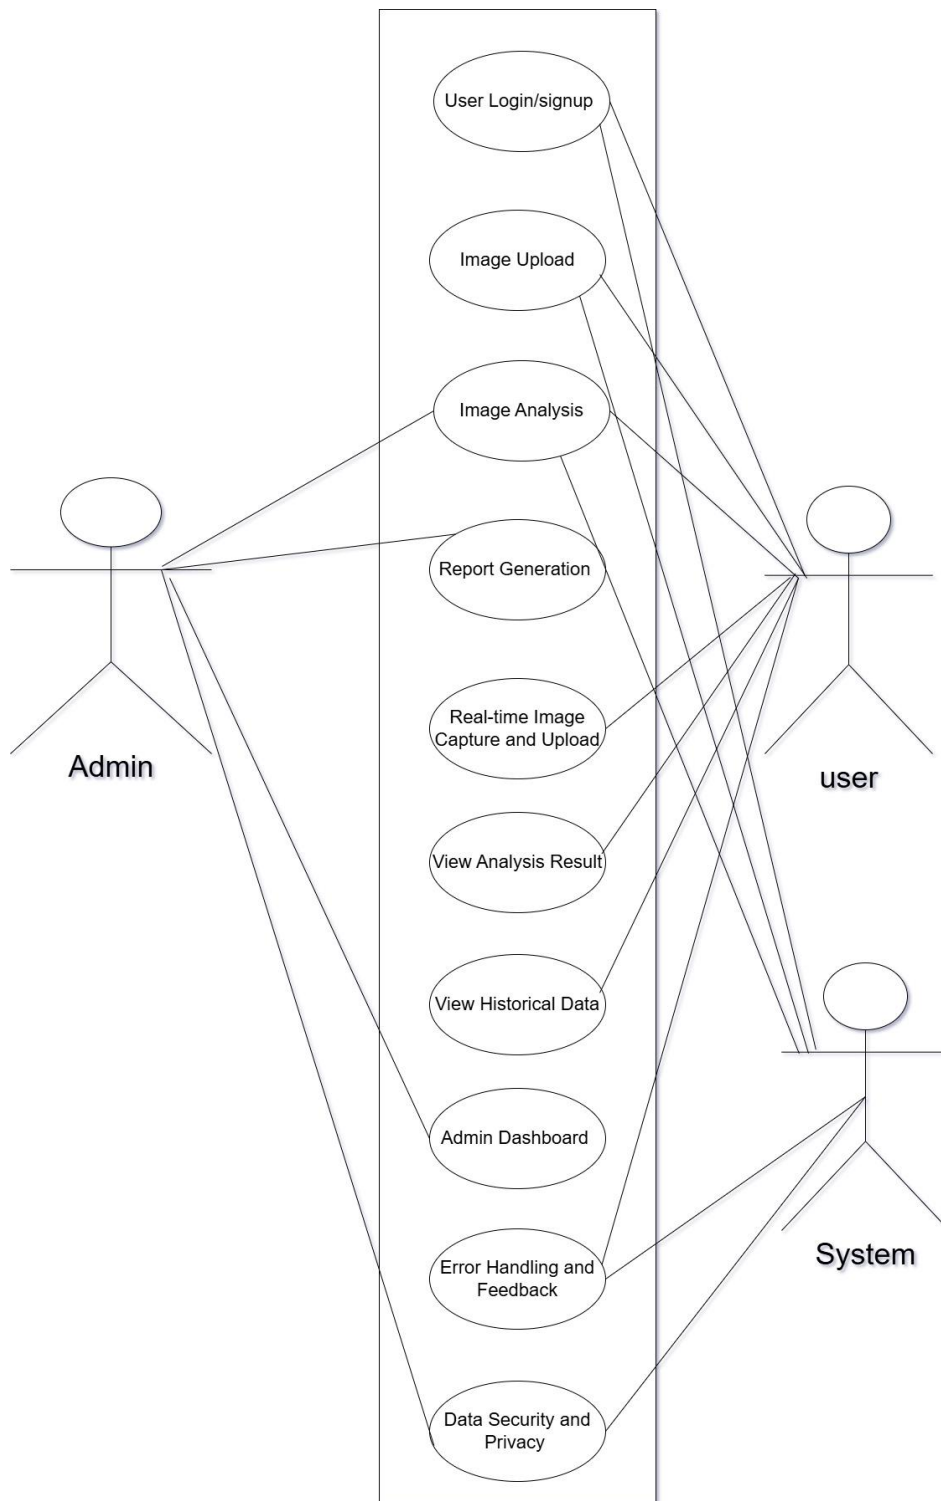 User Login/signup
Image Upload
Image Analysis
Report Generation
Real-time Image
Capture and Upload
Admin
user
View Analysis Result
View Historical Data
Admin Dashboard
System
Error Handling and
Feedback
Data Security and
Privacy